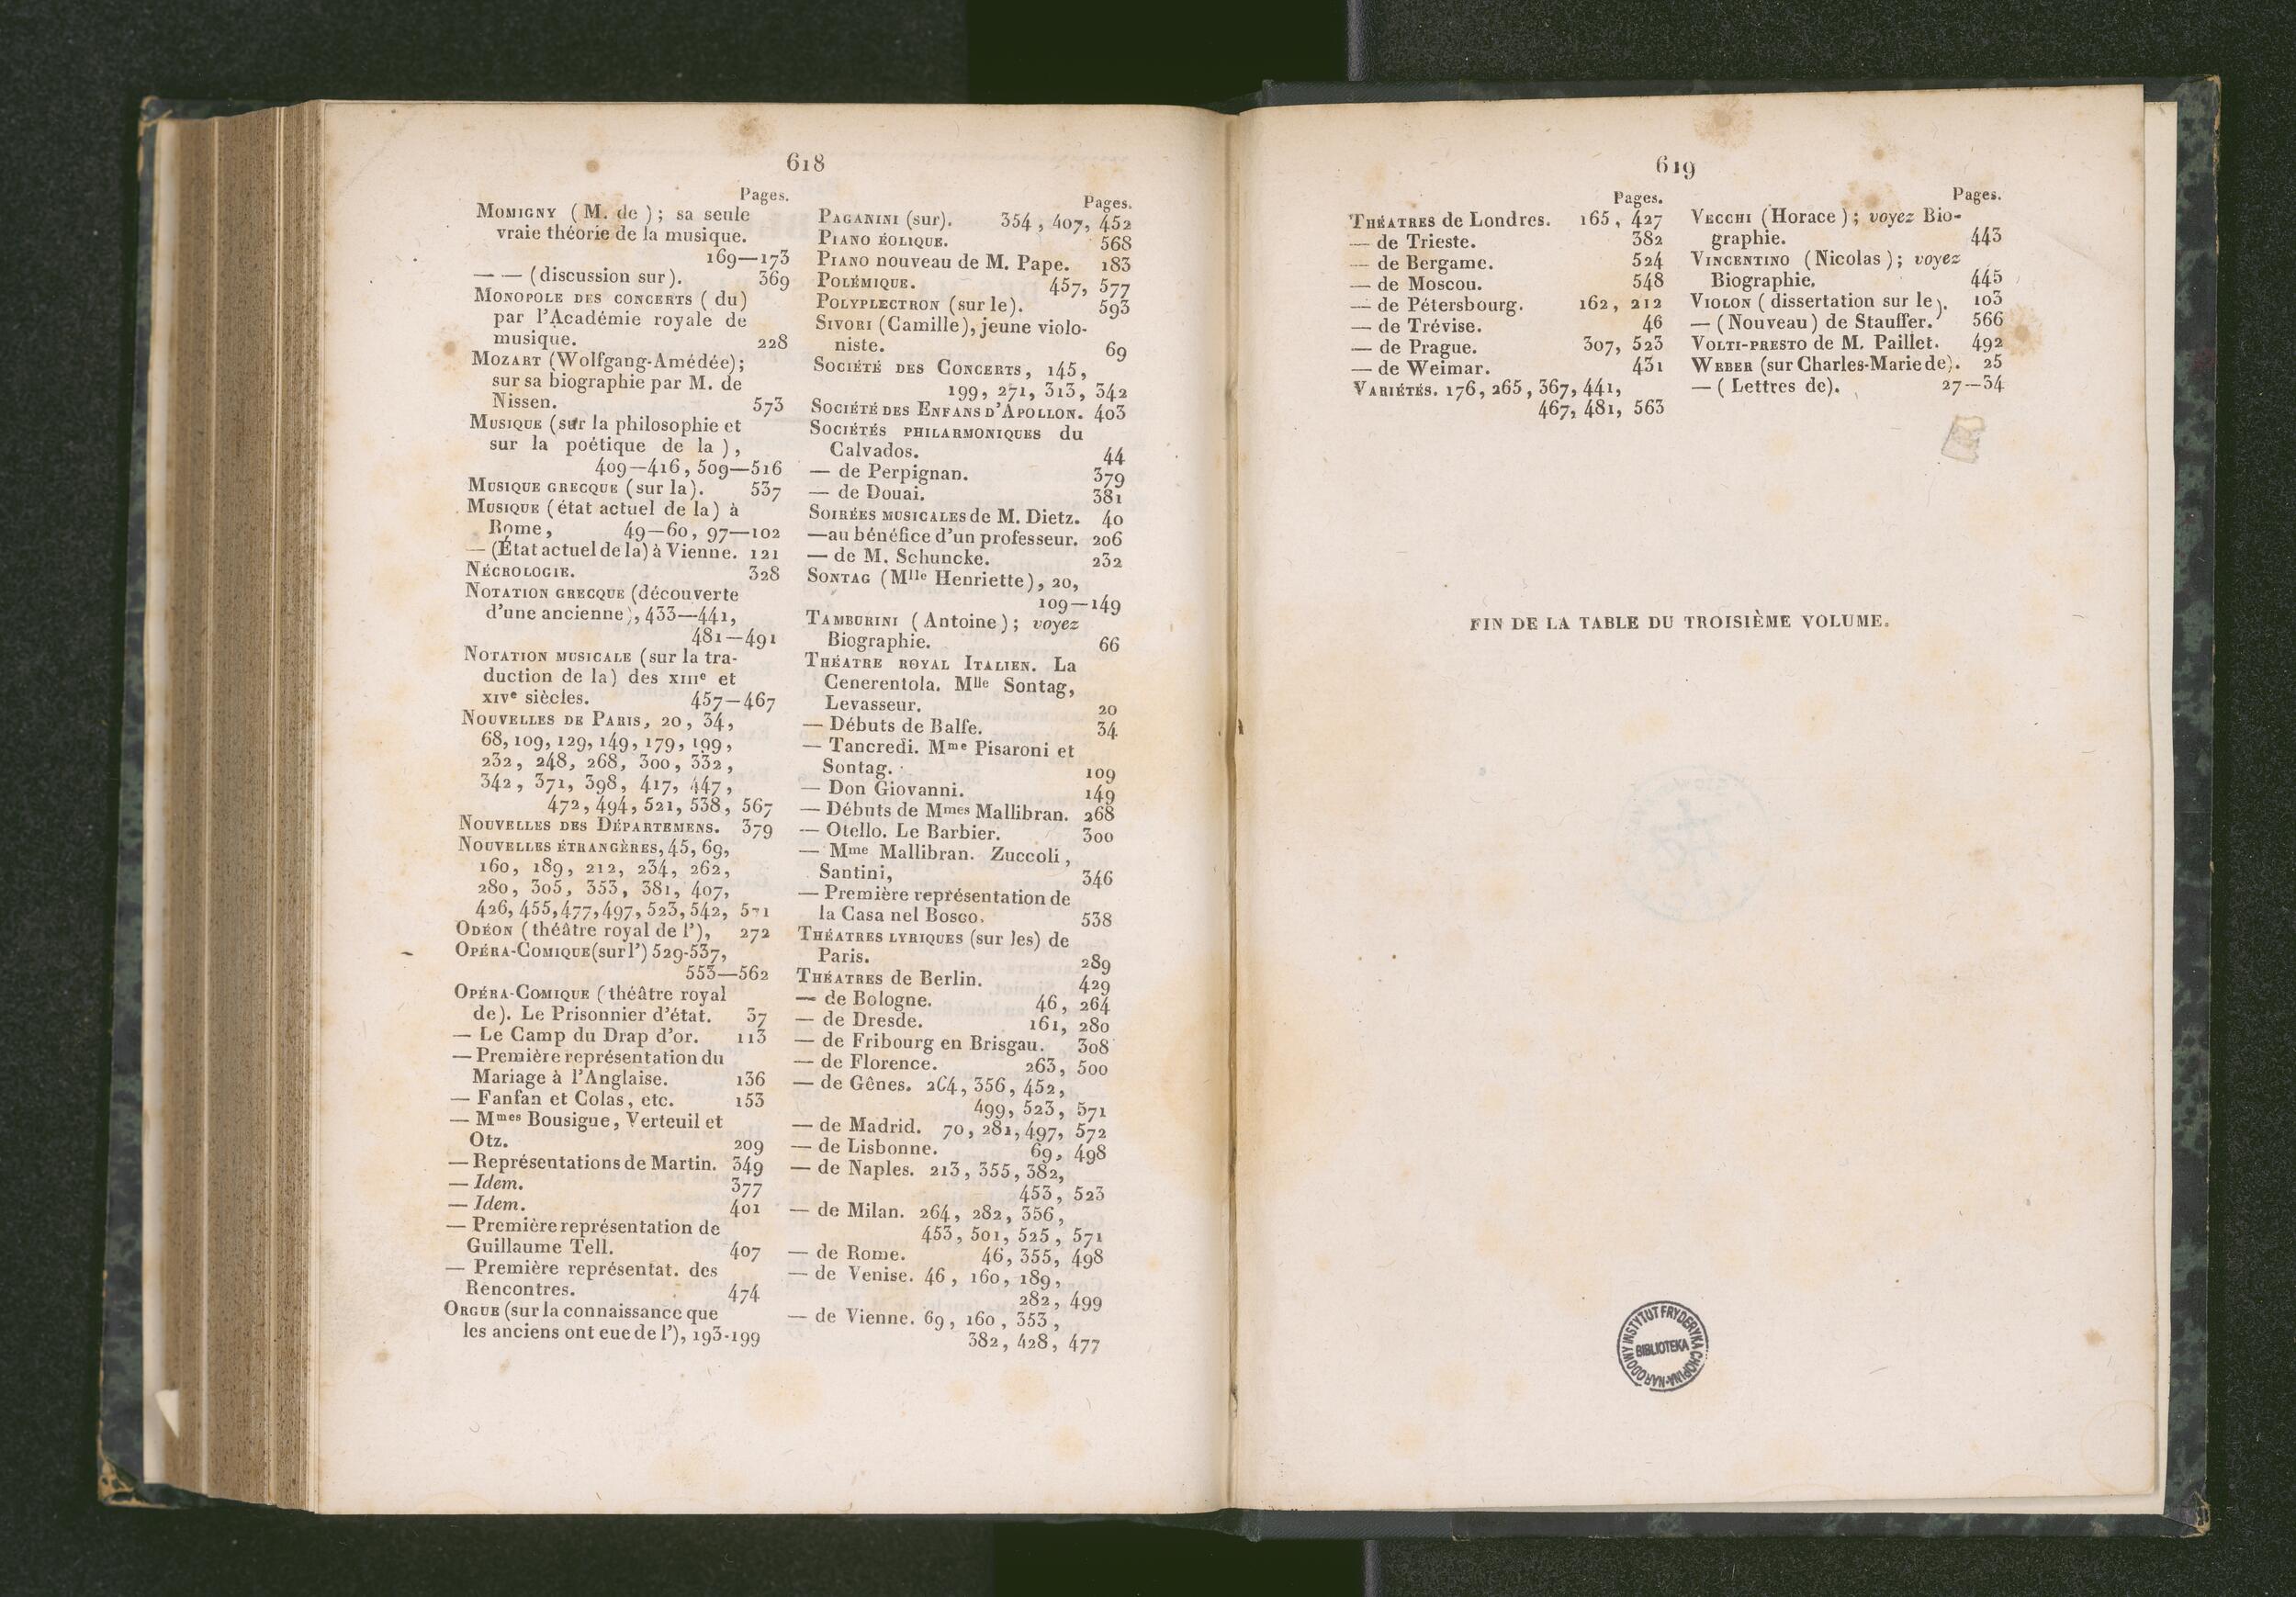 618
Pages.
MOMIGNY (M. de); sa seule
vraie théorie de la musique.
169—173
— — (discussion sur). 369
MONOPOLE DES CONCERTS (du)
par l'Académie royale de
musique. 228
MOZART (Wolfgang-Amédée);
sur sa biographie par M. de
Nissen. 573
MUSIQUE (sur la philosophie et
sur la poétique de la),
409—416, 509—516
MUSIQUE GRECQUE (sur la). 537
MUSIQUE (état actuel de la) à
Rome, 49—60, 97—102
— (État actuel de la) à Vienne. 121
NÉCROLOGIE. 328
NOTATION GRECQUE (découverte
d'une ancienne), 433—441,
481—491
NOTATION MUSICALE (sur la tra-
duction de la) des XIIIe et
XIVe siècles. 457—467
NOUVELLES DE PARIS, 20, 34,
68, 109, 129, 149, 179, 199,
232, 248, 268, 300, 332,
342, 371, 398, 417, 447,
472, 494, 521, 538, 567
NOUVELLES DES DÉPARTEMENS. 379
NOUVELLES ÉTRANGÈRES, 45, 69,
160, 189, 212, 234, 262,
280, 305, 353, 381, 407,
426, 455, 477, 497, 523, 542, 571
ODÉON (théâtre royal de l'), 272
OPÉRA-COMIQUE (sur l') 529-537,
553—562
OPÉRA-COMIQUE (théâtre royal
de). Le Prisonnier d'état. 37
— Le Camp du Drap d'or. 113
— Première représentation du
Mariage à l'Anglaise. 136
— Fanfan et Colas, etc. 153
— Mmes Bousigue, Verteuil et
Otz. 209
— Représentations de Martin. 349
— Idem. 377
— Idem. 401
— Première représentation de
Guillaume Tell. 407
— Première représentat. des
Rencontres. 474
ORGUE (sur la connaissance que
les anciens ont eue de l'), 193-199
Pages.
PAGANINI (sur). 354, 407, 452
PIANO ÉOLIQUE. 568
PIANO nouveau de M. Pape. 183
POLÉMIQUE. 457, 577
POLYPLECTRON (sur le). 593
SIVORI (Camille), jeune violo-
niste. 69
SOCIÉTÉ DES CONCERTS, 145,
199, 271, 313, 342
SOCIÉTÉ DES ENFANS D'APOLLON. 403
SOCIÉTÉS PHILARMONIQUES du
Calvados. 44
— de Perpignan. 379
— de Douai. 381
SOIRÉES MUSICALES de M. Dietz. 40
— au bénéfice d'un professeur. 206
— de M. Schuncke. 232
SONTAG (Mlle Henriette), 20,
109—149
TAMBURINI (Antoine); voyez
Biographie. 66
THÉATRE ROYAL ITALIEN. La
Cenerentola. Mlle Sontag,
Levasseur. 20
— Débuts de Balfe. 34
— Tancredi. Mme Pisaroni et
Sontag. 109
— Don Giovanni. 149
— Débuts de Mmes Mallibran. 268
— Otello. Le Barbier. 300
— Mme Mallibran. Zuccoli,
Santini, 346
— Première représentation de
la Casa nel Bosco. 538
THÉATRES LYRIQUES (sur les) de
Paris. 289
THÉATRES de Berlin. 429
— de Bologne. 46, 264
— de Dresde. 161, 280
— de Fribourg en Brisgau. 308
— de Florence. 263, 500
— de Gênes. 264, 356, 452,
499, 523, 571
— de Madrid. 70, 281, 497, 572
— de Lisbonne. 69, 498
— de Naples. 213, 355, 382,
453, 523
— de Milan. 264, 282, 356,
453, 501, 525, 571
— de Rome. 46, 355, 498
— de Venise. 46, 160, 189,
282, 499
— de Vienne. 69, 160, 353,
382, 428, 477
619
Pages.
THÉATRES de Londres. 165, 427
— de Trieste. 382
— de Bergame. 524
— de Moscou. 548
— de Pétersbourg. 162, 212
— de Trévise. 46
— de Prague. 307, 523
— de Weimar. 431
VARIÉTÉS. 176, 265, 367, 441,
467, 481, 563
Pages.
VECCHI (Horace); voyez Bio-
graphie. 443
VINCENTINO (Nicolas); voyez
Biographie. 445
VIOLON (dissertation sur le). 103
— (Nouveau) de Stauffer. 566
VOLTI-PRESTO de M. Paillet. 492
WEBER (sur Charles-Marie de). 25
— (Lettres de). 27—34
FIN DE LA TABLE DU TROISIÈME VOLUME.
NARODOWY INSTYTUT FRYDERYKA CHOPINA
BIBLIOTEKA